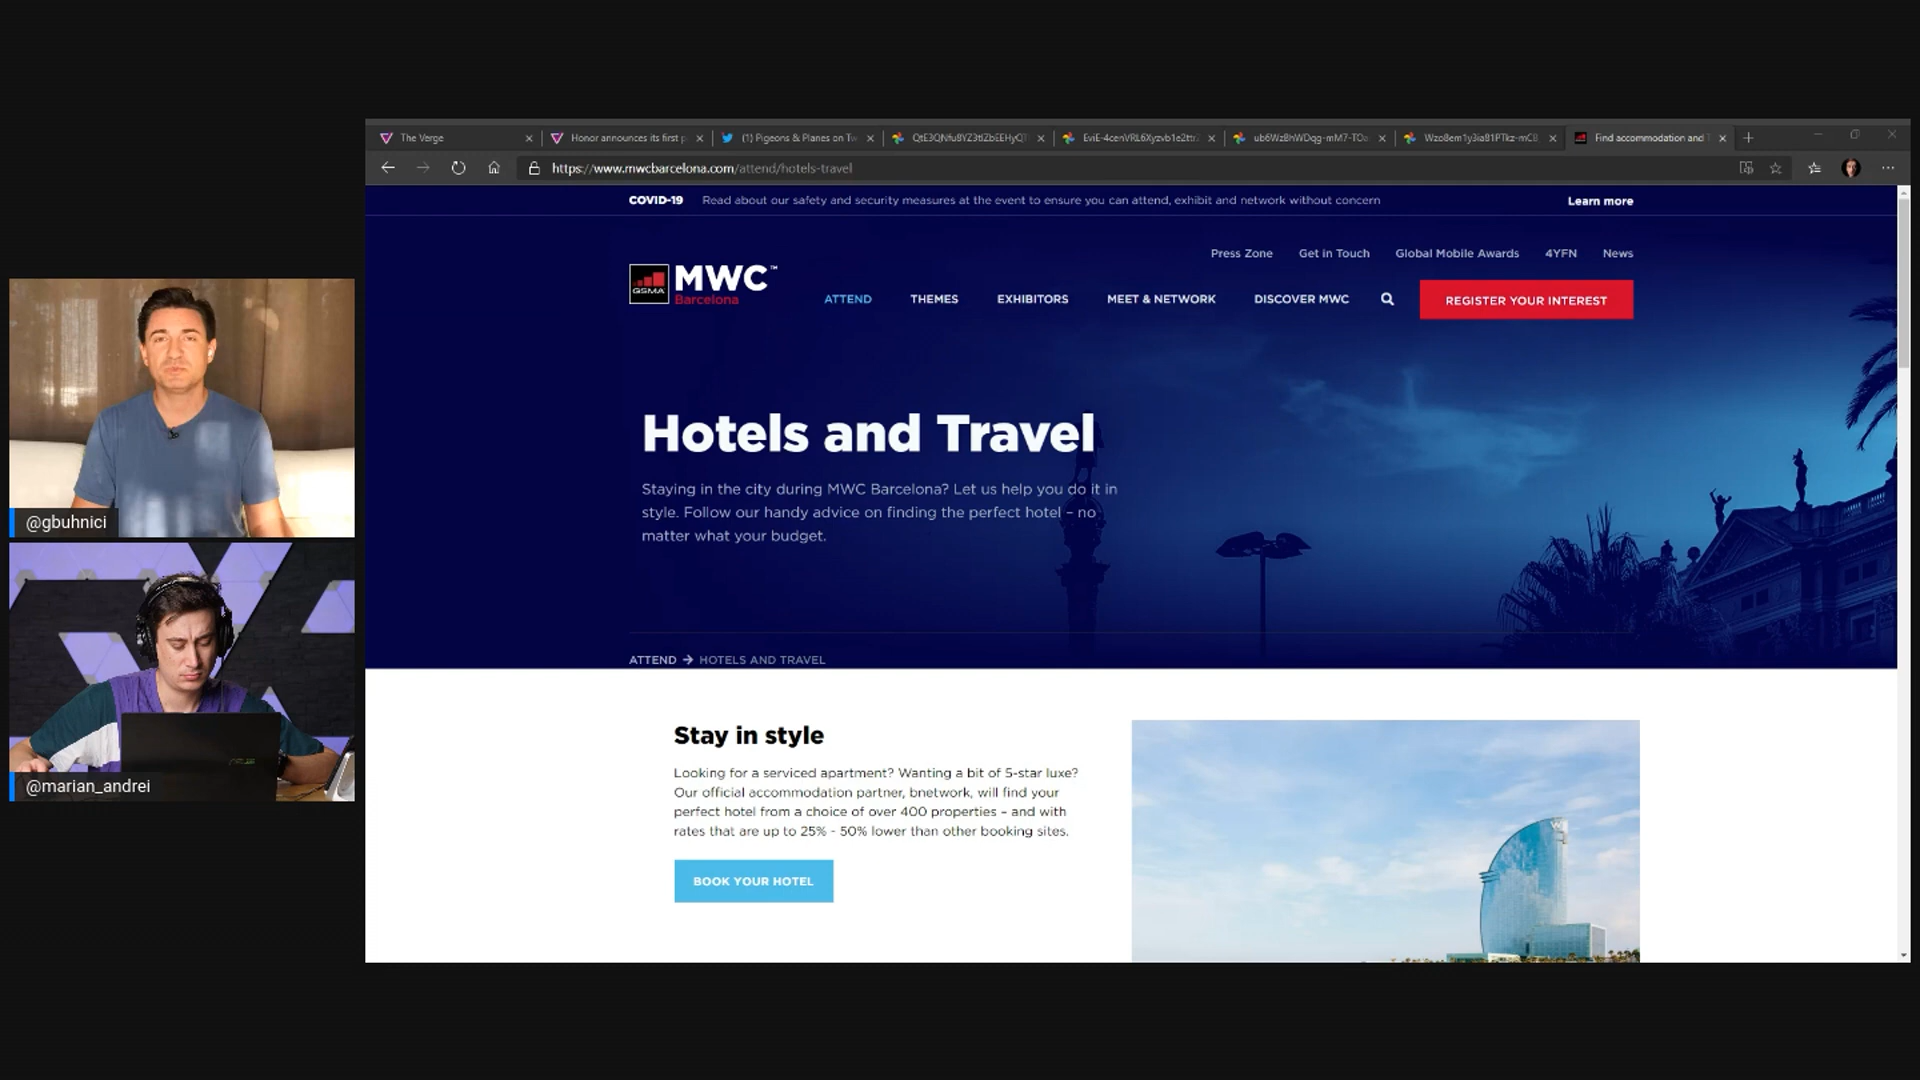 The Verge
Honor announces its first p
(1) Pigeons & Planes on Tw
Find accommodation and T
https://www.mwcbarcelona.com/attend/hotels-travel
COVID-19 Read about our safety and security measures at the event to ensure you can attend, exhibit and network without concern Learn more
Press Zone Get in Touch Global Mobile Awards 4YFN News
GSMA MWC™
Barcelona
ATTEND THEMES EXHIBITORS MEET & NETWORK DISCOVER MWC REGISTER YOUR INTEREST
Hotels and Travel
Staying in the city during MWC Barcelona? Let us help you do it in
style. Follow our handy advice on finding the perfect hotel – no
matter what your budget.
ATTEND → HOTELS AND TRAVEL
Stay in style
Looking for a serviced apartment? Wanting a bit of 5-star luxe?
Our official accommodation partner, bnetwork, will find your
perfect hotel from a choice of over 400 properties – and with
rates that are up to 25% - 50% lower than other booking sites.
BOOK YOUR HOTEL
W
@gbuhnici
@marian_andrei